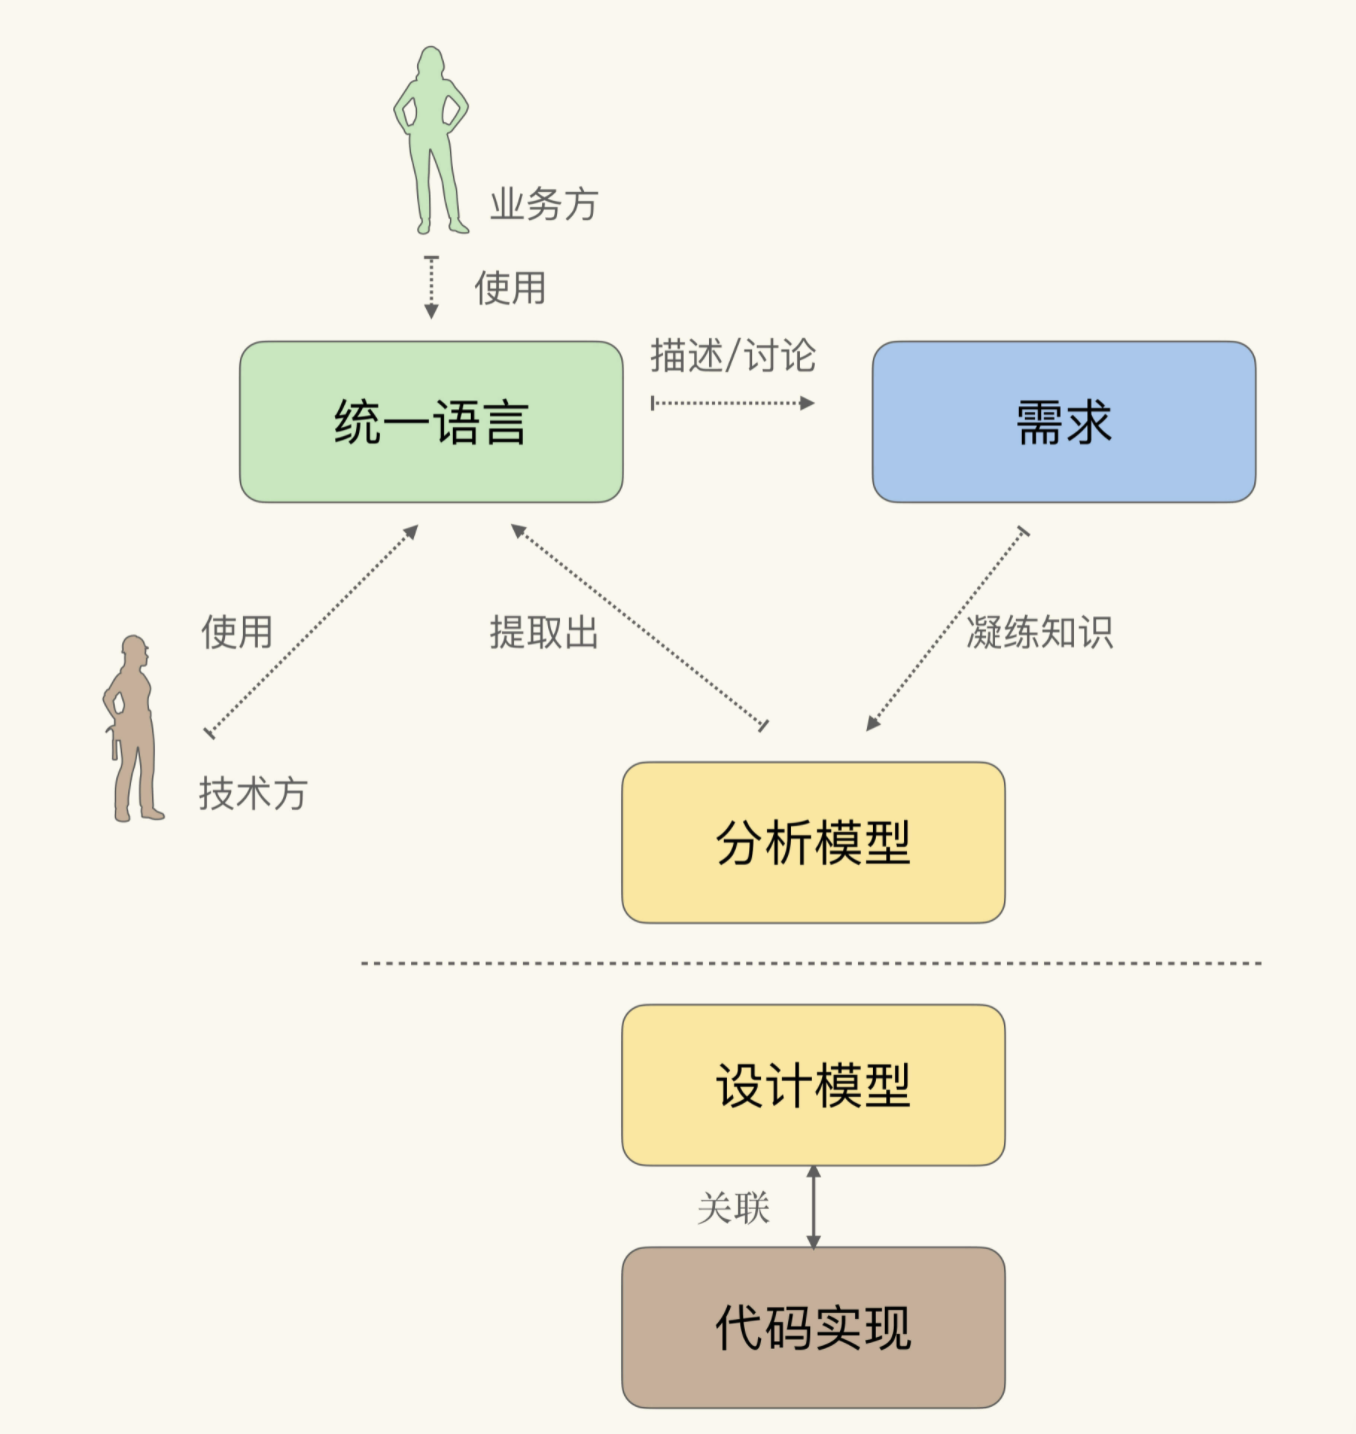 业务方
使用
描述/讨论
统一语言
需求
使用
提取出
凝练知识
技术方
分析模型
设计模型
关联
代码实现